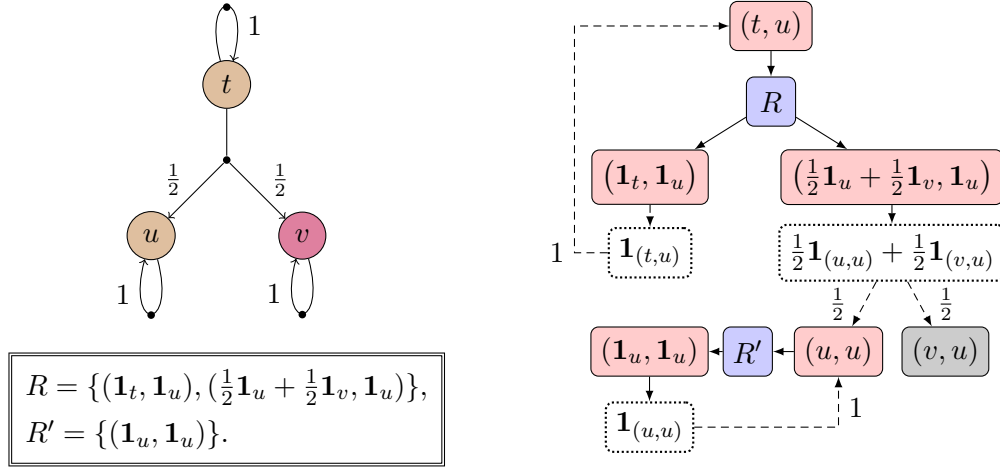 1
t
1/2 1/2
u v
1 1
R = {(𝟏_t, 𝟏_u), (1/2 𝟏_u + 1/2 𝟏_v, 𝟏_u)},
R′ = {(𝟏_u, 𝟏_u)}.
(t, u)
R
(𝟏_t, 𝟏_u) (1/2 𝟏_u + 1/2 𝟏_v, 𝟏_u)
1 𝟏_(t,u) 1/2 𝟏_(u,u) + 1/2 𝟏_(v,u)
1/2 1/2
(𝟏_u, 𝟏_u) R′ (u, u) (v, u)
𝟏_(u,u) 1